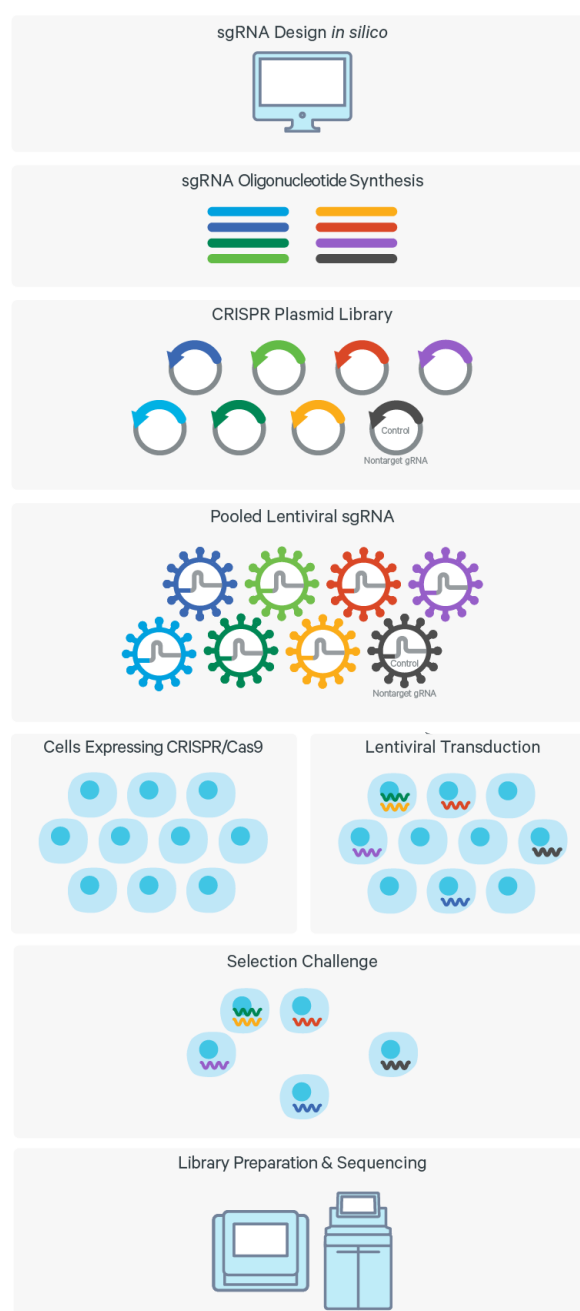 sgRNA Design in silico
sgRNA Oligonucleotide Synthesis
CRISPR Plasmid Library
Control
Nontarget gRNA
Pooled Lentiviral sgRNA
Control
Nontarget gRNA
Cells Expressing CRISPR/Cas9
Lentiviral Transduction
Selection Challenge
Library Preparation & Sequencing